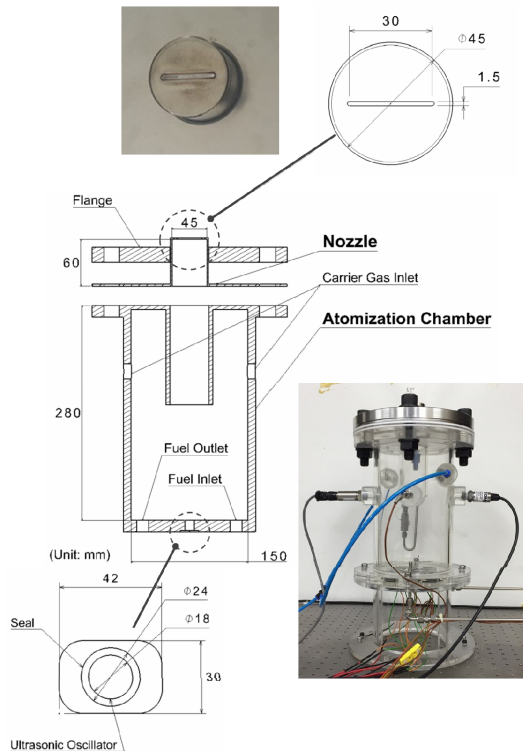 30
Φ45
1.5
Flange
45
Nozzle
60
Carrier Gas Inlet
Atomization Chamber
280
Fuel Outlet
Fuel Inlet
(Unit: mm)
150
42
Φ24
Φ18
Seal
30
Ultrasonic Oscillator